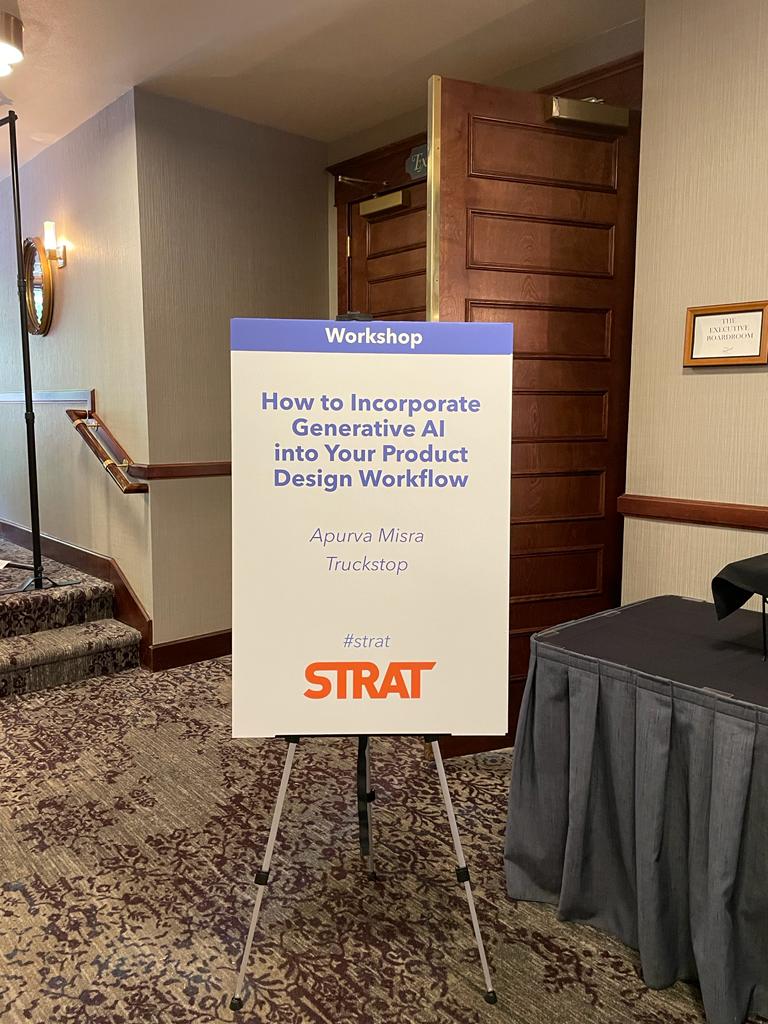 Workshop
How to Incorporate
Generative AI
into Your Product
Design Workflow
Apurva Misra
Truckstop
#strat
STRAT
THE
EXECUTIVE
BOARDROOM